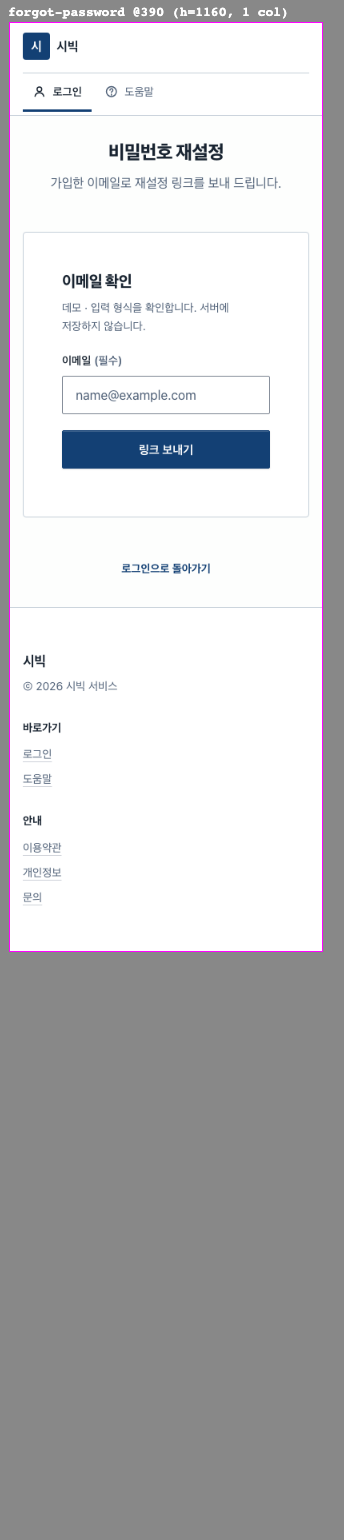 forgot-password @390 (h=1160, 1 col)
시 시빅
로그인 도움말
비밀번호 재설정
가입한 이메일로 재설정 링크를 보내 드립니다.
이메일 확인
데모 · 입력 형식을 확인합니다. 서버에
저장하지 않습니다.
이메일 (필수)
name@example.com
링크 보내기
로그인으로 돌아가기
시빅
© 2026 시빅 서비스
바로가기
로그인
도움말
안내
이용약관
개인정보
문의